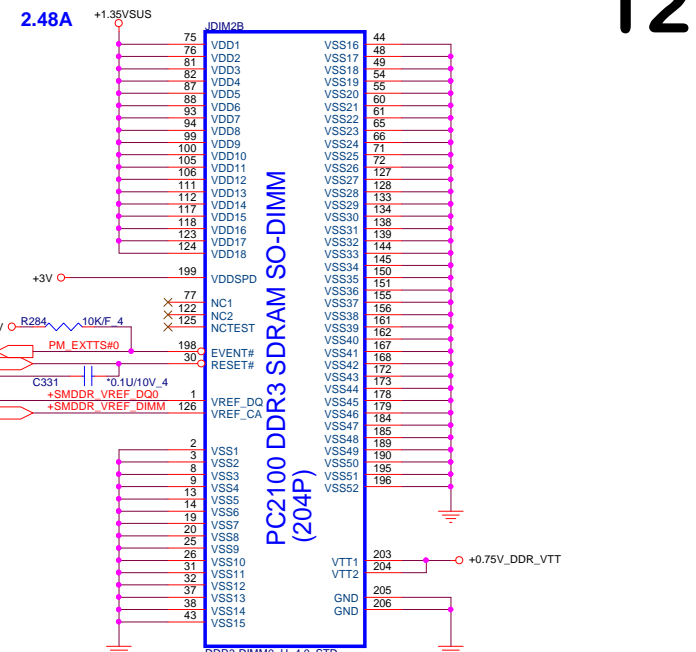 12
2.48A
+1.35VSUS
JDIM2B
75 VDD1
76 VDD2
81 VDD3
82 VDD4
87 VDD5
88 VDD6
93 VDD7
94 VDD8
99 VDD9
100 VDD10
105 VDD11
106 VDD12
111 VDD13
112 VDD14
117 VDD15
118 VDD16
123 VDD17
124 VDD18
+3V
199 VDDSPD
77 NC1
122 NC2
125 NCTEST
R284 10K/F_4
PM_EXTTS#0 198 EVENT#
30 RESET#
C331 *0.1U/10V_4
+SMDDR_VREF_DQ0 1 VREF_DQ
+SMDDR_VREF_DIMM 126 VREF_CA
2 VSS1
3 VSS2
8 VSS3
9 VSS4
13 VSS5
14 VSS6
19 VSS7
20 VSS8
25 VSS9
26 VSS10
31 VSS11
32 VSS12
37 VSS13
38 VSS14
43 VSS15
PC2100 DDR3 SDRAM SO-DIMM
(204P)
VSS16 44
VSS17 48
VSS18 49
VSS19 54
VSS20 55
VSS21 60
VSS22 61
VSS23 65
VSS24 66
VSS25 71
VSS26 72
VSS27 127
VSS28 128
VSS29 133
VSS30 134
VSS31 138
VSS32 139
VSS33 144
VSS34 145
VSS35 150
VSS36 151
VSS37 155
VSS38 156
VSS39 161
VSS40 162
VSS41 167
VSS42 168
VSS43 172
VSS44 173
VSS45 178
VSS46 179
VSS47 184
VSS48 185
VSS49 189
VSS50 190
VSS51 195
VSS52 196
VTT1 203
VTT2 204
+0.75V_DDR_VTT
GND 205
GND 206